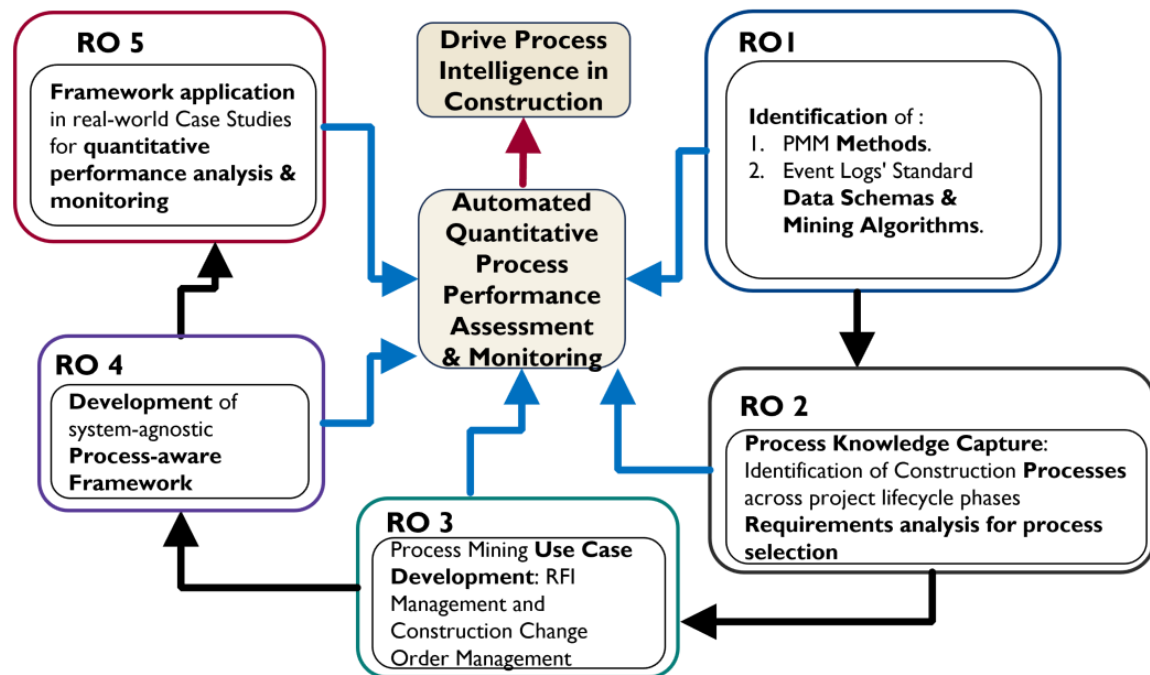 RO 5
Framework application
in real-world Case Studies
for quantitative
performance analysis &
monitoring
Drive Process
Intelligence in
Construction
RO1
Identification of :
1. PMM Methods.
2. Event Logs' Standard
Data Schemas &
Mining Algorithms.
Automated
Quantitative
Process
Performance
Assessment
& Monitoring
RO 4
Development of
system-agnostic
Process-aware
Framework
RO 2
Process Knowledge Capture:
Identification of Construction Processes
across project lifecycle phases
Requirements analysis for process
selection
RO 3
Process Mining Use Case
Development: RFI
Management and
Construction Change
Order Management